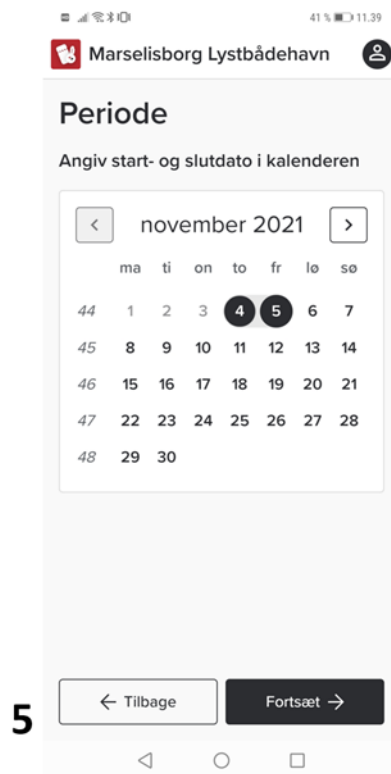 41 % 11.39
Marselisborg Lystbådehavn
Periode
Angiv start- og slutdato i kalenderen
november 2021
ma ti on to fr lø sø
44 1 2 3 4 5 6 7
45 8 9 10 11 12 13 14
46 15 16 17 18 19 20 21
47 22 23 24 25 26 27 28
48 29 30
← Tilbage Fortsæt →
5